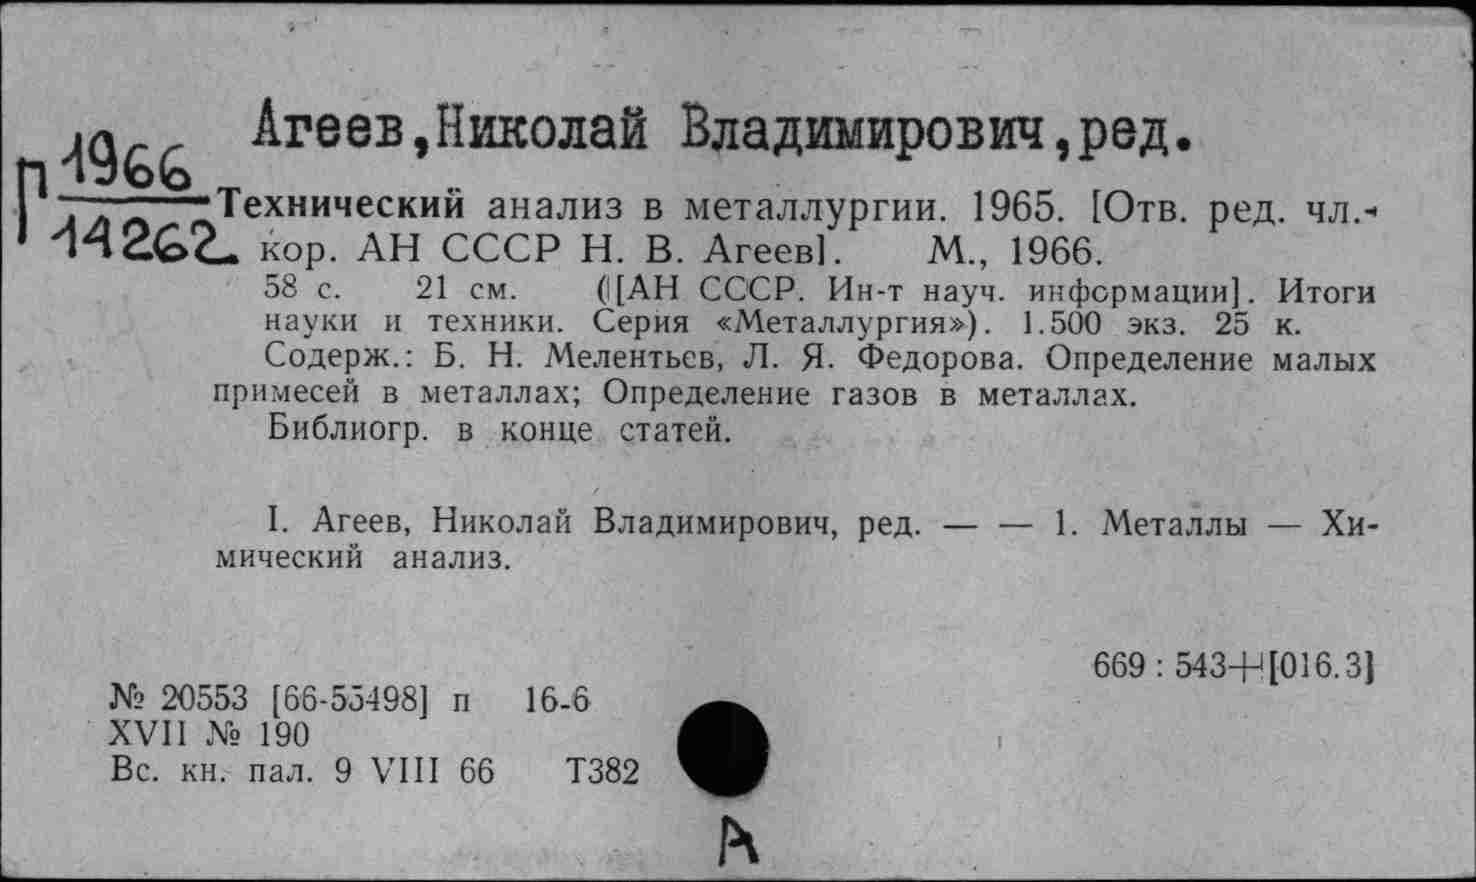 Агеев,Николай Владимирович,ред.
П 1966
14262
Технический анализ в металлургии. 1965. [Отв. ред. чл.-
кор. АН СССР Н. В. Агеев]. М., 1966.
58 с. 21 см. ([АН СССР. Ин-т науч. информации]. Итоги
науки и техники. Серия «Металлургия»). 1.500 экз. 25 к.
Содерж.: Б. Н. Мелентьев, Л. Я. Федорова. Определение малых
примесей в металлах; Определение газов в металлах.
Библиогр. в конце статей.
I. Агеев, Николай Владимирович, ред. — — 1. Металлы — Хи-
мический анализ.
669 : 543+[016.3]
№ 20553 [66-55498] п 16-6
XVII № 190
Вс. кн. пал. 9 VIII 66 Т382
А